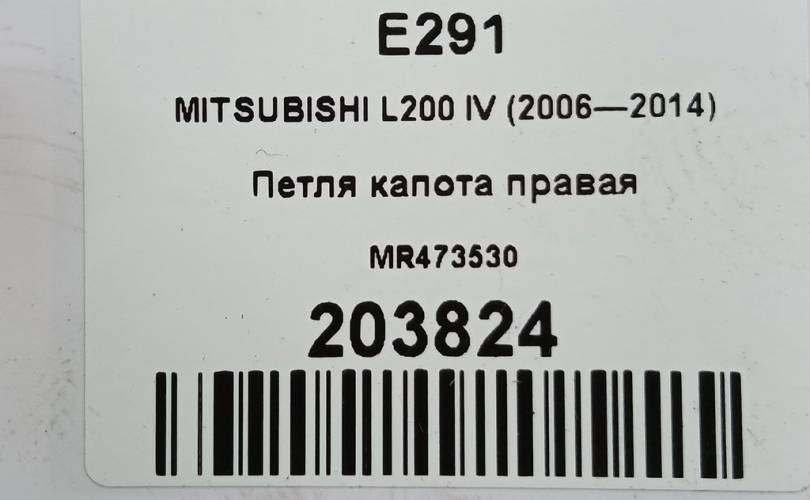 E291
MITSUBISHI L200 IV (2006—2014)
Петля капота правая
MR473530
203824